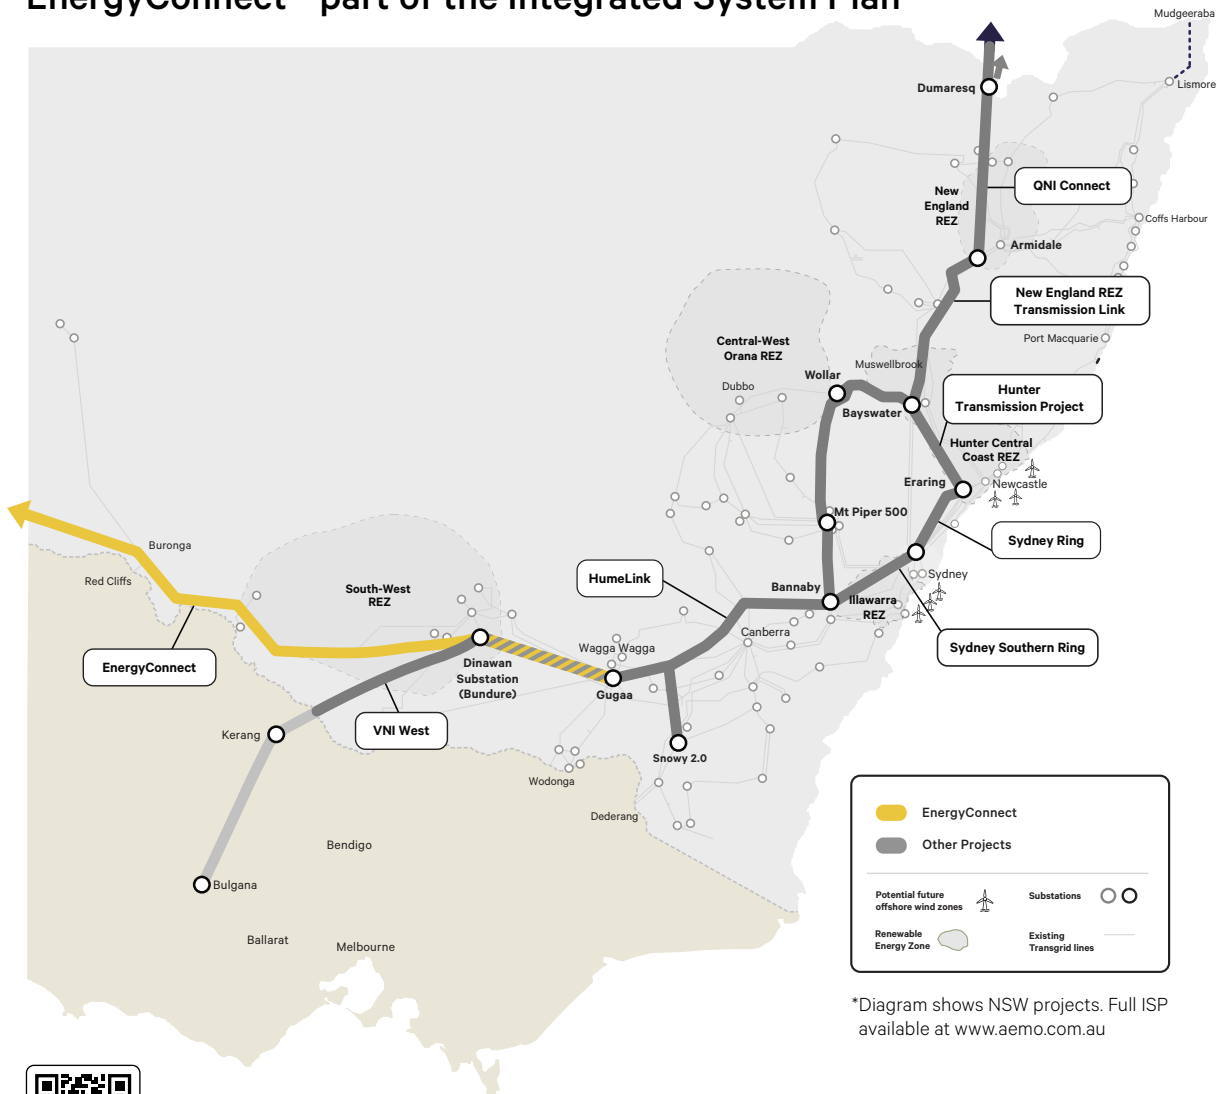 EnergyConnect - part of the Integrated System Plan
Mudgeeraba
Lismore
Dumaresq
QNI Connect
New
England
REZ
Coffs Harbour
Armidale
New England REZ
Transmission Link
Port Macquarie
Central-West
Orana REZ
Muswellbrook
Wollar
Dubbo
Bayswater
Hunter
Transmission Project
Hunter Central
Coast REZ
Eraring
Newcastle
Mt Piper 500
Sydney Ring
Buronga
Red Cliffs
South-West
REZ
HumeLink
Bannaby
Illawarra
REZ
Sydney
Canberra
Sydney Southern Ring
EnergyConnect
Wagga Wagga
Dinawan
Substation
(Bundure)
Gugaa
VNI West
Kerang
Snowy 2.0
Wodonga
Dederang
Bendigo
Bulgana
Ballarat
Melbourne
EnergyConnect
Other Projects
Potential future
offshore wind zones
Substations
Renewable
Energy Zone
Existing
Transgrid lines
*Diagram shows NSW projects. Full ISP
available at www.aemo.com.au